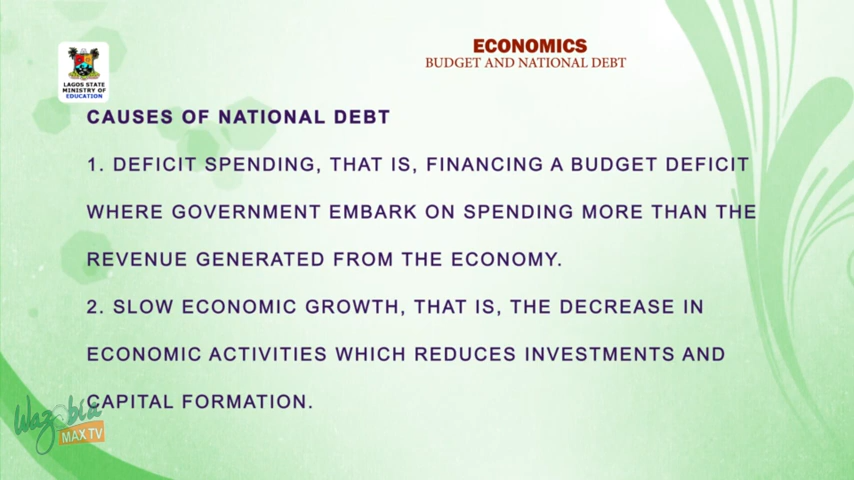 ECONOMICS
BUDGET AND NATIONAL DEBT
LAGOS STATE
MINISTRY OF
EDUCATION
CAUSES OF NATIONAL DEBT
1. DEFICIT SPENDING, THAT IS, FINANCING A BUDGET DEFICIT
WHERE GOVERNMENT EMBARK ON SPENDING MORE THAN THE
REVENUE GENERATED FROM THE ECONOMY.
2. SLOW ECONOMIC GROWTH, THAT IS, THE DECREASE IN
ECONOMIC ACTIVITIES WHICH REDUCES INVESTMENTS AND
CAPITAL FORMATION.
Wazobia
MAX TV